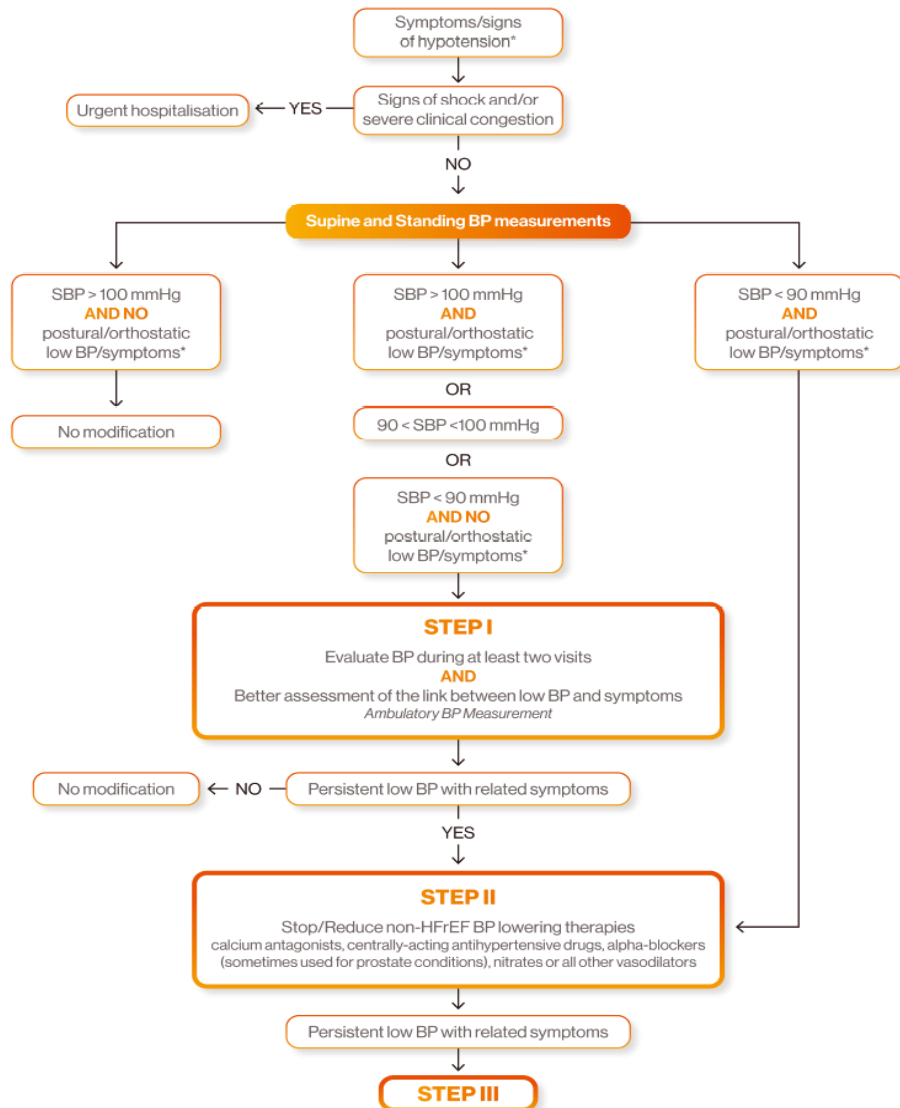 Symptoms/signs
of hypotension*
Urgent hospitalisation
YES
Signs of shock and/or
severe clinical congestion
NO
Supine and Standing BP measurements
SBP > 100 mmHg
AND NO
postural/orthostatic
low BP/symptoms*
No modification
SBP > 100 mmHg
AND
postural/orthostatic
low BP/symptoms*
OR
90 < SBP <100 mmHg
OR
SBP < 90 mmHg
AND NO
postural/orthostatic
low BP/symptoms*
SBP < 90 mmHg
AND
postural/orthostatic
low BP/symptoms*
STEP I
Evaluate BP during at least two visits
AND
Better assessment of the link between low BP and symptoms
Ambulatory BP Measurement
No modification
NO
Persistent low BP with related symptoms
YES
STEP II
Stop/Reduce non-HFrEF BP lowering therapies
calcium antagonists, centrally-acting antihypertensive drugs, alpha-blockers
(sometimes used for prostate conditions), nitrates or all other vasodilators
Persistent low BP with related symptoms
STEP III